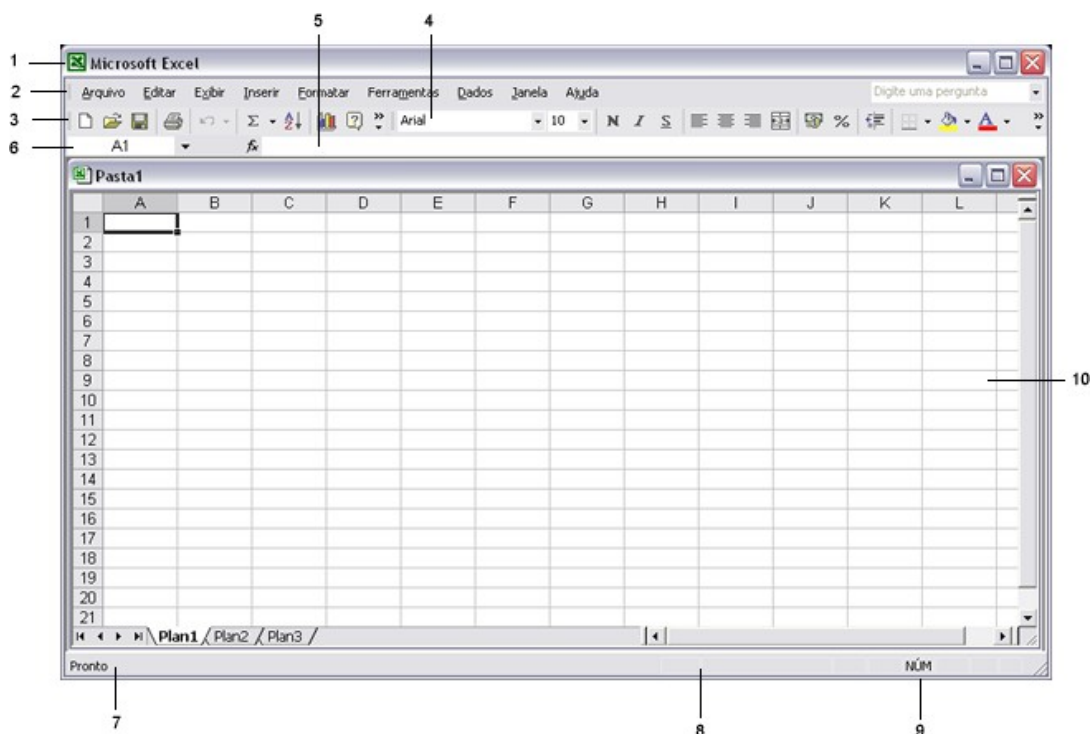 5 4
1 Microsoft Excel
2 Arquivo Editar Exibir Inserir Formatar Ferramentas Dados Janela Ajuda Digite uma pergunta
3 Σ Arial 10 N I S % A
6 A1 fx
Pasta1
A B C D E F G H I J K L
1
2
3
4
5
6
7
8
9 10
10
11
12
13
14
15
16
17
18
19
20
21
Plan1 Plan2 Plan3
Pronto NÚM
7 8 9